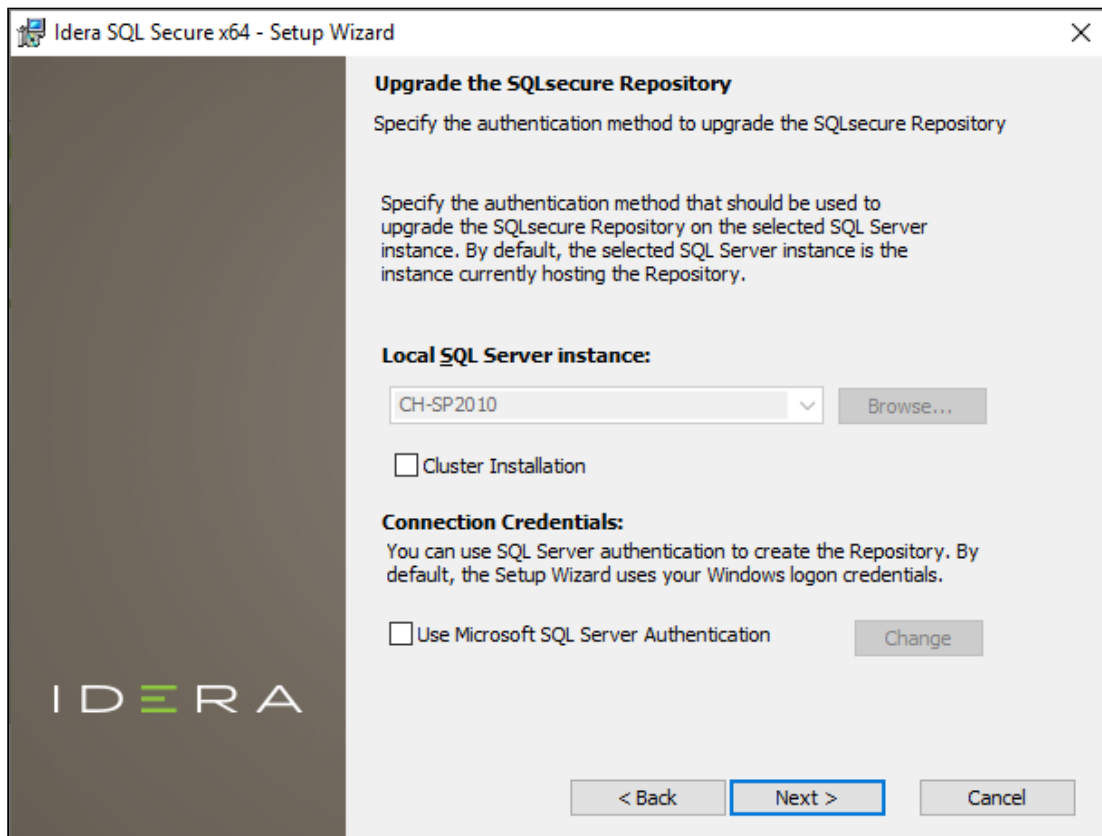 Idera SQL Secure x64 - Setup Wizard
Upgrade the SQLsecure Repository
Specify the authentication method to upgrade the SQLsecure Repository
Specify the authentication method that should be used to
upgrade the SQLsecure Repository on the selected SQL Server
instance. By default, the selected SQL Server instance is the
instance currently hosting the Repository.
Local SQL Server instance:
CH-SP2010
Browse...
Cluster Installation
Connection Credentials:
You can use SQL Server authentication to create the Repository. By
default, the Setup Wizard uses your Windows logon credentials.
Use Microsoft SQL Server Authentication
Change
IDERA
< Back
Next >
Cancel